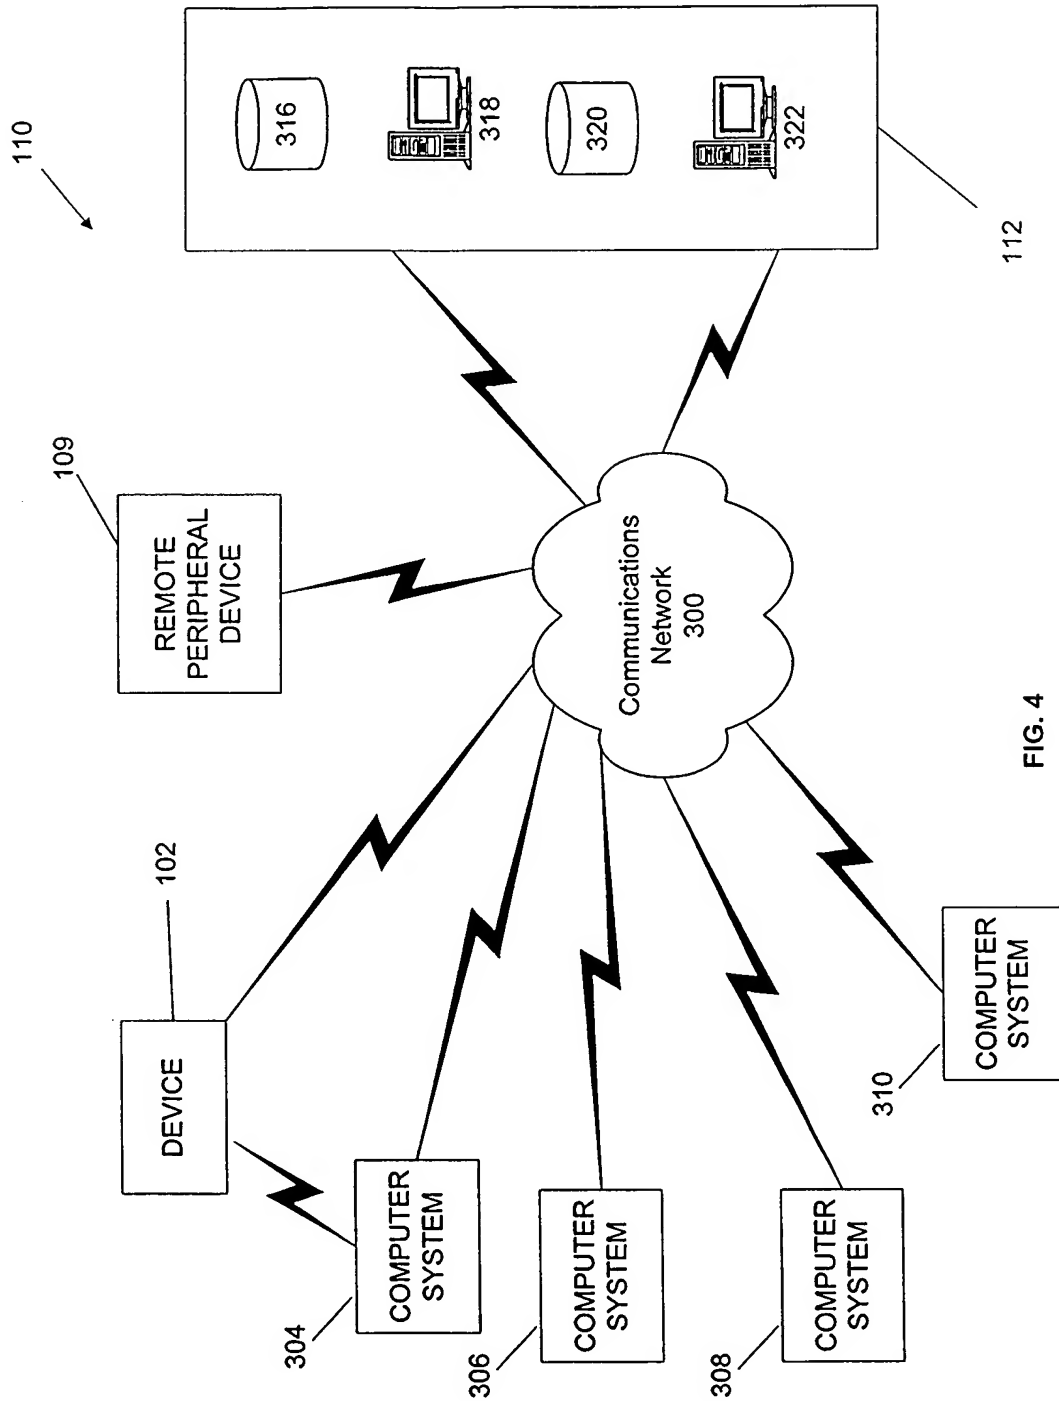 110
109
REMOTE
PERIPHERAL
DEVICE
102
DEVICE
304
COMPUTER
SYSTEM
306
COMPUTER
SYSTEM
308
COMPUTER
SYSTEM
310
COMPUTER
SYSTEM
Communications
Network
300
316
318
320
322
112
FIG. 4